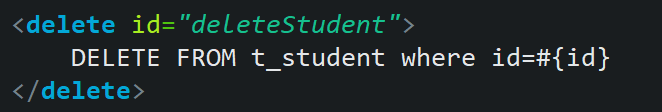 <delete id="deleteStudent">
    DELETE FROM t_student where id=#{id}
</delete>